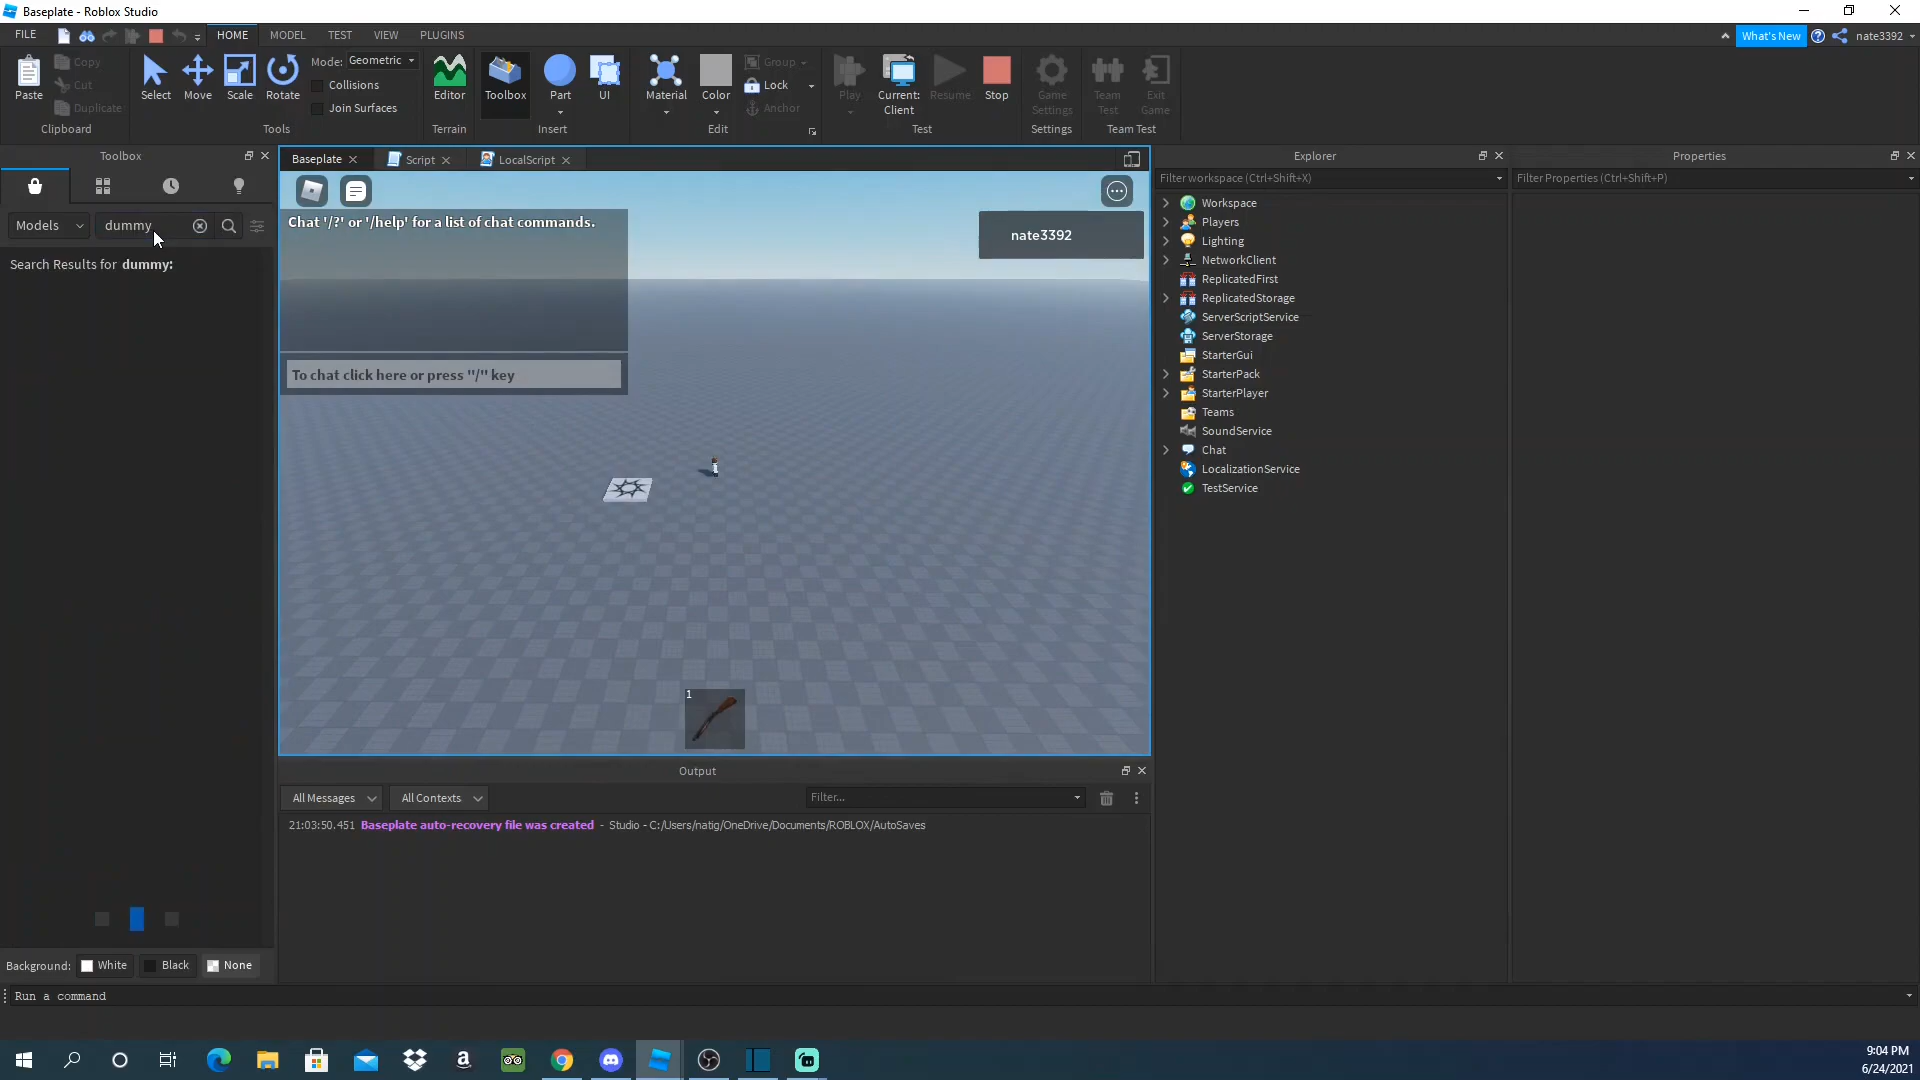 Baseplate - Roblox Studio
FILE HOME MODEL TEST VIEW PLUGINS What's New nate3392
Paste Copy Cut Duplicate Clipboard
Select Move Scale Rotate Mode: Geometric Collisions Join Surfaces Tools
Editor Terrain
Toolbox Part UI Insert
Material Color Group Lock Anchor Edit
Play Current: Client Resume Stop Test
Game Settings Settings
Team Test Exit Game Team Test
Toolbox
Models dummy
Search Results for dummy:
Background: White Black None
Baseplate Script LocalScript
Chat '/?' or '/help' for a list of chat commands.
To chat click here or press "/" key
nate3392
1
Output
All Messages All Contexts Filter...
21:03:50.451 Baseplate auto-recovery file was created - Studio - C:/Users/natig/OneDrive/Documents/ROBLOX/AutoSaves
Explorer
Filter workspace (Ctrl+Shift+X)
Workspace
Players
Lighting
NetworkClient
ReplicatedFirst
ReplicatedStorage
ServerScriptService
ServerStorage
StarterGui
StarterPack
StarterPlayer
Teams
SoundService
Chat
LocalizationService
TestService
Properties
Filter Properties (Ctrl+Shift+P)
Run a command
9:04 PM
6/24/2021